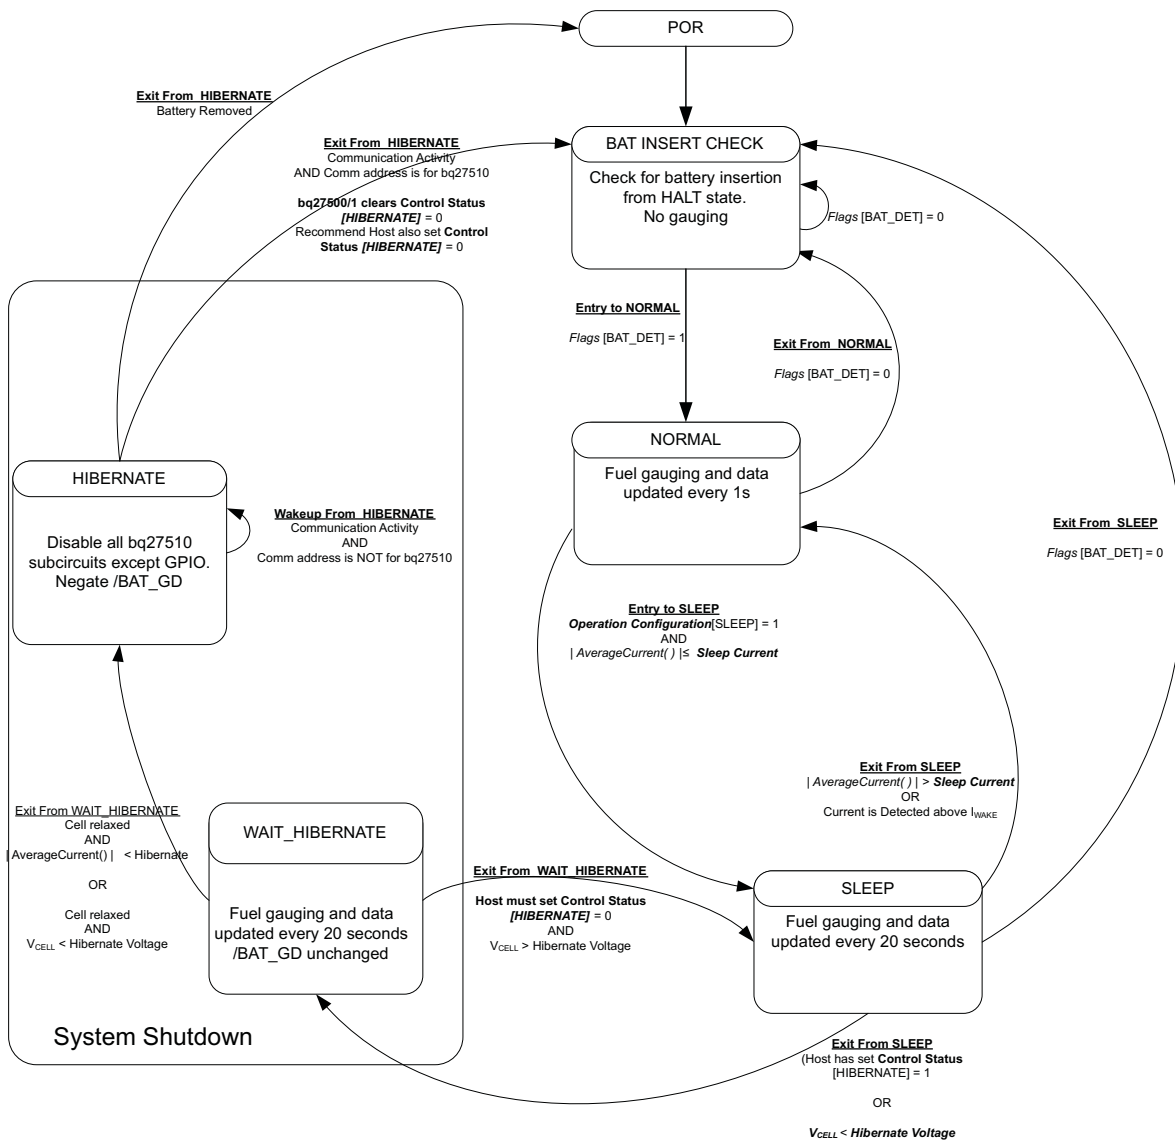 POR
Exit From HIBERNATE
Battery Removed
Exit From HIBERNATE
Communication Activity
AND Comm address is for bq27510
bq27500/1 clears Control Status
[HIBERNATE] = 0
Recommend Host also set Control
Status [HIBERNATE] = 0
BAT INSERT CHECK
Check for battery insertion
from HALT state.
No gauging
Flags [BAT_DET] = 0
Entry to NORMAL
Flags [BAT_DET] = 1
Exit From NORMAL
Flags [BAT_DET] = 0
NORMAL
Fuel gauging and data
updated every 1s
HIBERNATE
Disable all bq27510
subcircuits except GPIO.
Negate /BAT_GD
Wakeup From HIBERNATE
Communication Activity
AND
Comm address is NOT for bq27510
Exit From SLEEP
Flags [BAT_DET] = 0
Entry to SLEEP
Operation Configuration[SLEEP] = 1
AND
| AverageCurrent( ) |≤ Sleep Current
Exit From SLEEP
| AverageCurrent( ) | > Sleep Current
OR
Current is Detected above IWAKE
Exit From WAIT_HIBERNATE
Cell relaxed
AND
| AverageCurrent() | < Hibernate
OR
Cell relaxed
AND
VCELL < Hibernate Voltage
WAIT_HIBERNATE
Fuel gauging and data
updated every 20 seconds
/BAT_GD unchanged
Exit From WAIT_HIBERNATE
Host must set Control Status
[HIBERNATE] = 0
AND
VCELL > Hibernate Voltage
SLEEP
Fuel gauging and data
updated every 20 seconds
System Shutdown
Exit From SLEEP
(Host has set Control Status
[HIBERNATE] = 1
OR
VCELL < Hibernate Voltage